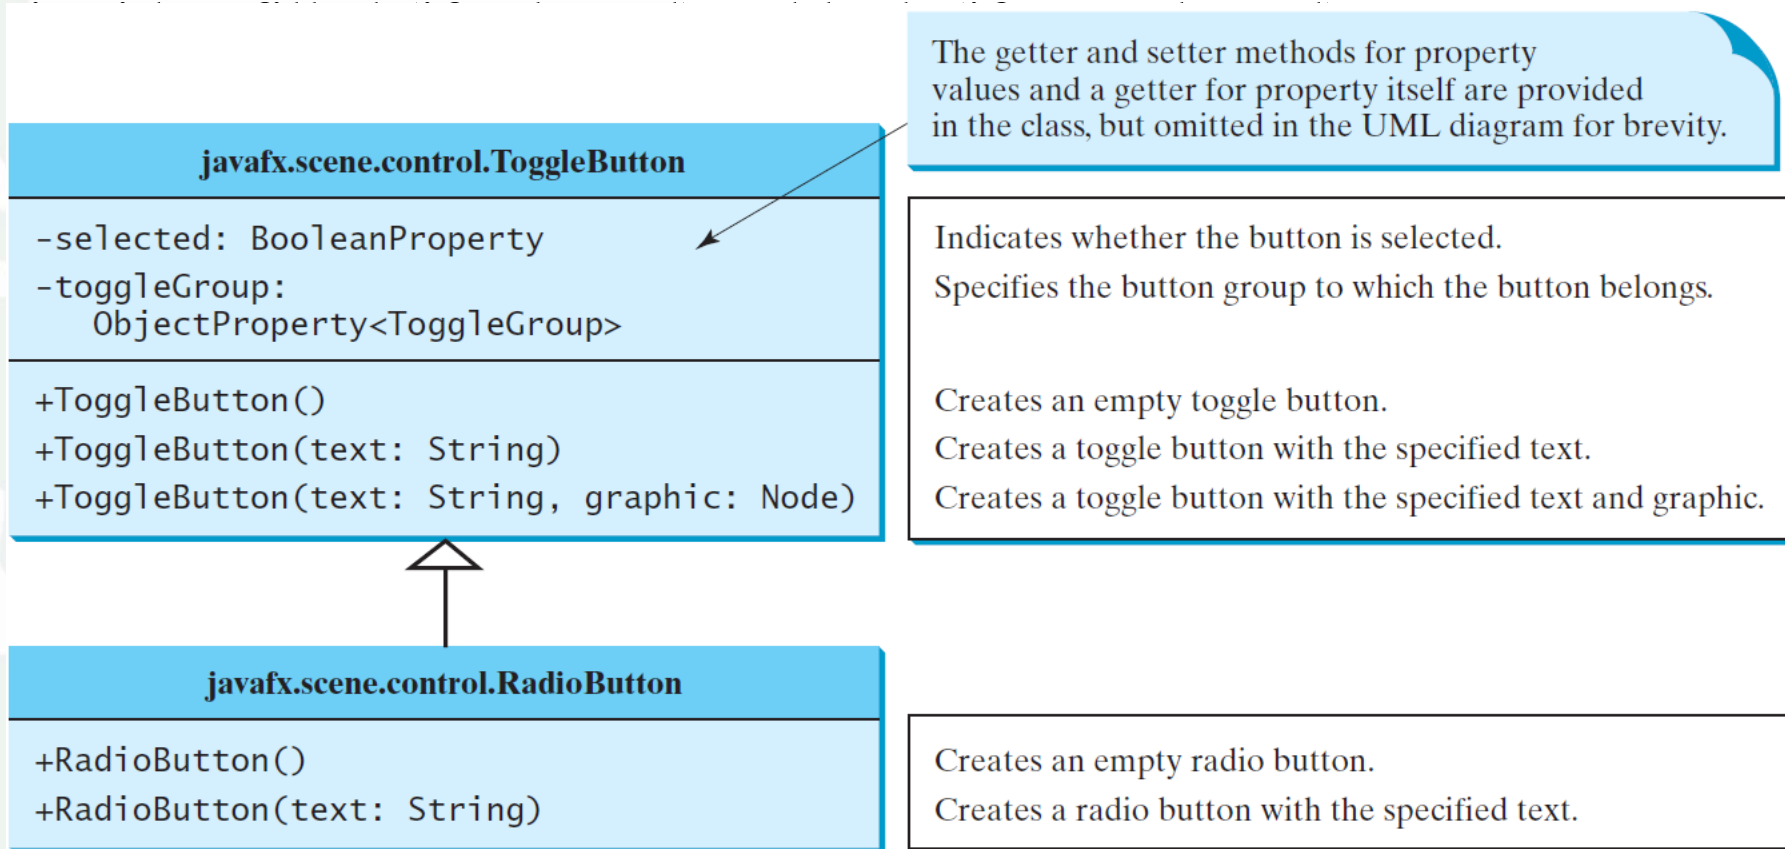 The getter and setter methods for property
values and a getter for property itself are provided
in the class, but omitted in the UML diagram for brevity.
javafx.scene.control.ToggleButton
-selected: BooleanProperty
Indicates whether the button is selected.
-toggleGroup:
Specifies the button group to which the button belongs.
ObjectProperty<ToggleGroup>
+ToggleButton()
Creates an empty toggle button.
+ToggleButton(text: String)
Creates a toggle button with the specified text.
+ToggleButton(text: String, graphic: Node)
Creates a toggle button with the specified text and graphic.
javafx.scene.control.RadioButton
+RadioButton()
Creates an empty radio button.
+RadioButton(text: String)
Creates a radio button with the specified text.